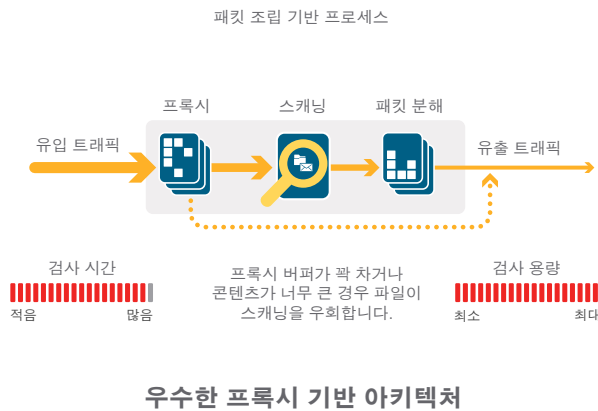 패킷 조립 기반 프로세스
프록시
스캐닝
패킷 분해
유입 트래픽
유출 트래픽
검사 시간
적음
많음
프록시 버퍼가 꽉 차거나
콘텐츠가 너무 큰 경우 파일이
스캐닝을 우회합니다.
검사 용량
최소
최대
우수한 프록시 기반 아키텍처